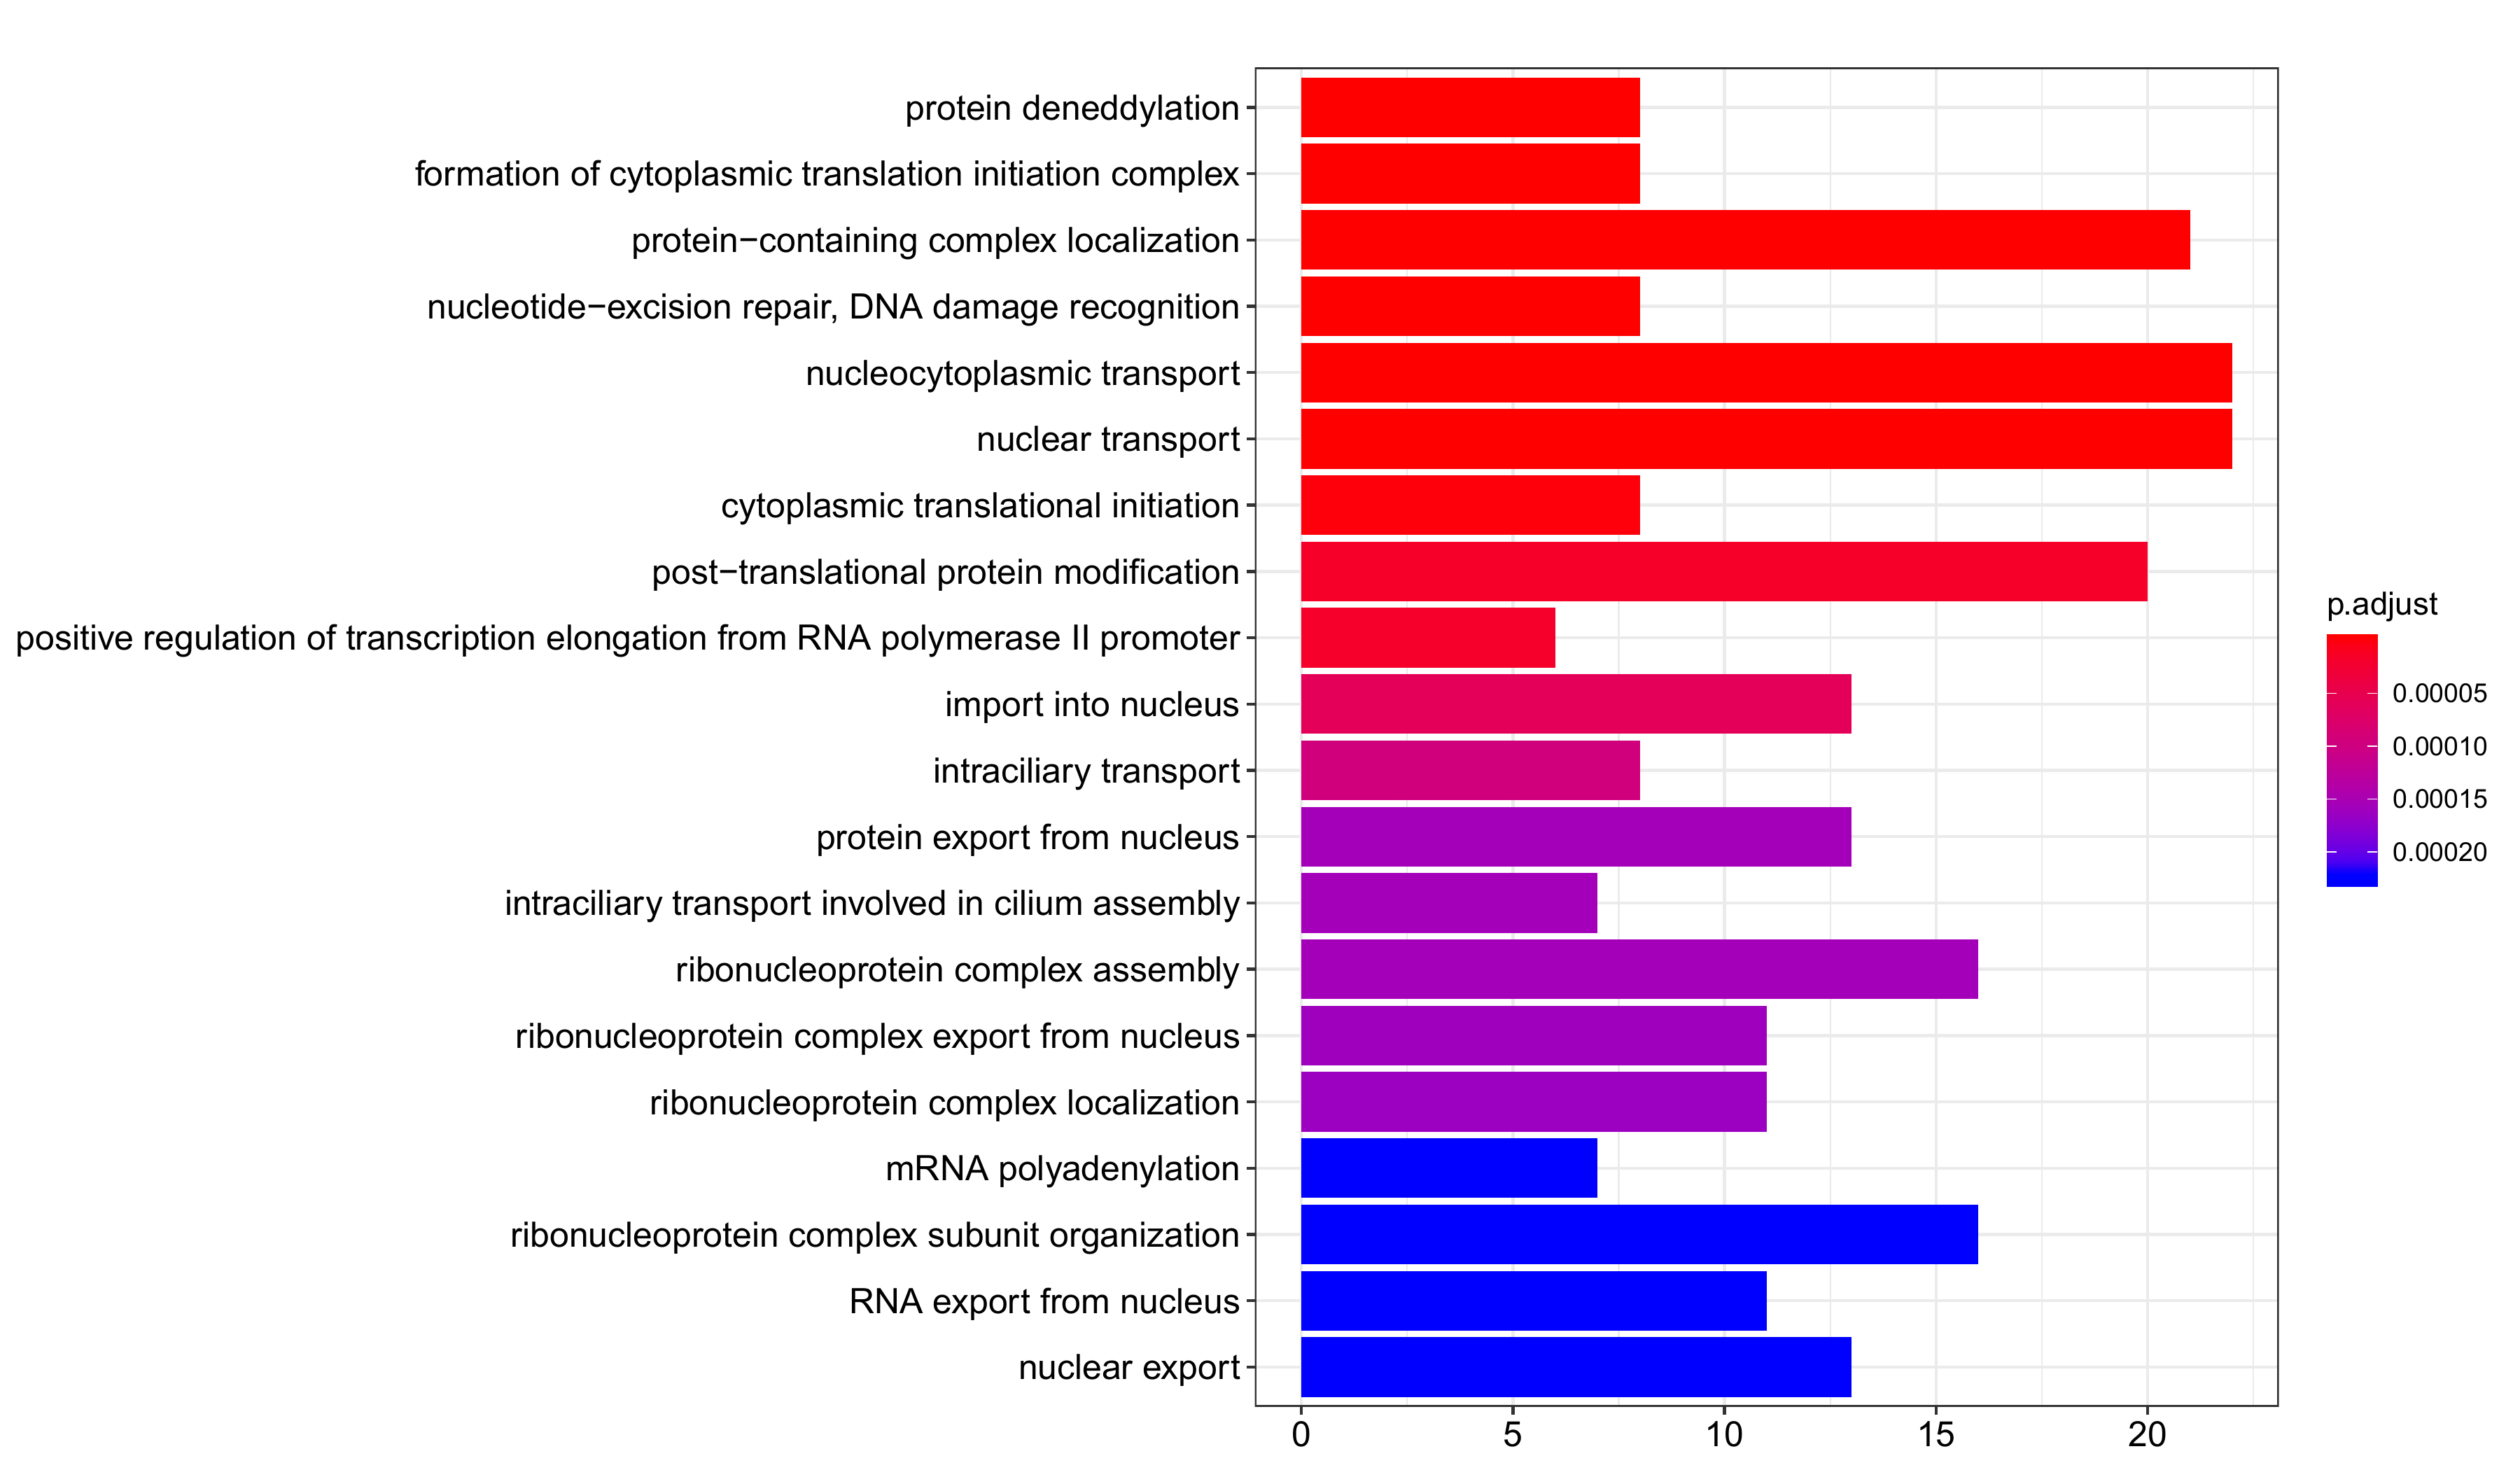 protein deneddylation
formation of cytoplasmic translation initiation complex
protein−containing complex localization
nucleotide−excision repair, DNA damage recognition
nucleocytoplasmic transport
nuclear transport
cytoplasmic translational initiation
post−translational protein modification
positive regulation of transcription elongation from RNA polymerase II promoter
import into nucleus
intraciliary transport
protein export from nucleus
intraciliary transport involved in cilium assembly
ribonucleoprotein complex assembly
ribonucleoprotein complex export from nucleus
ribonucleoprotein complex localization
mRNA polyadenylation
ribonucleoprotein complex subunit organization
RNA export from nucleus
nuclear export
0 5 10 15 20
p.adjust
0.00005
0.00010
0.00015
0.00020